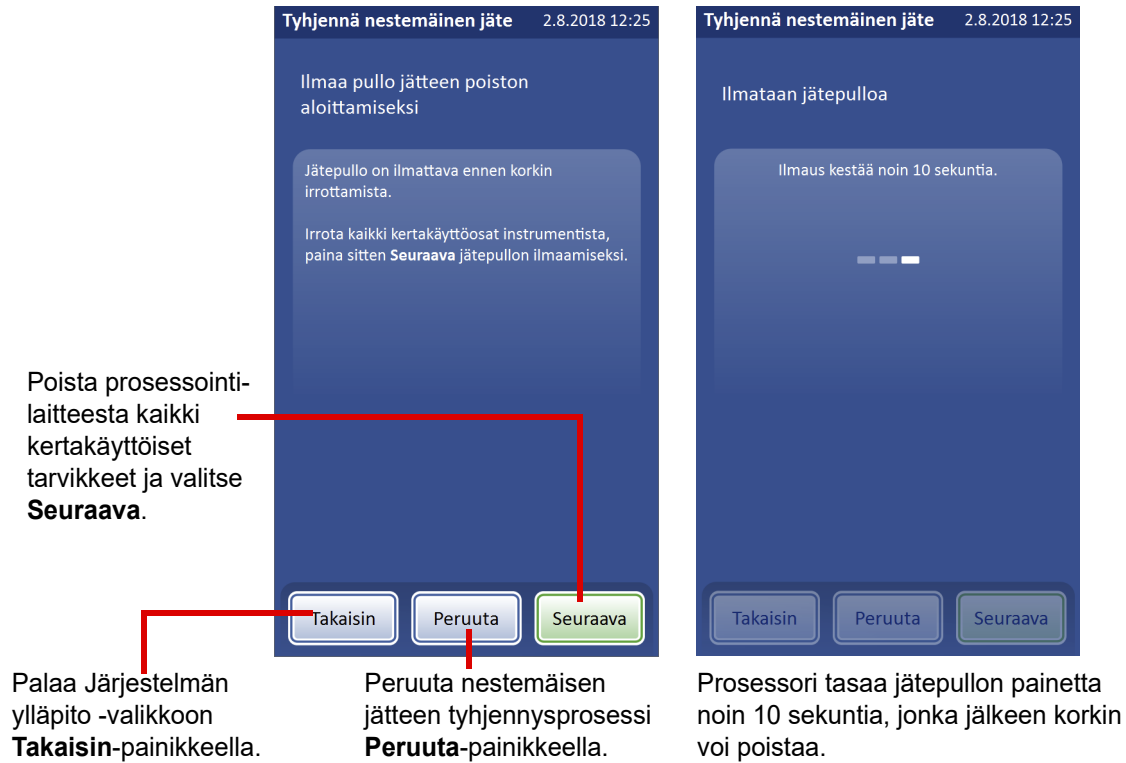 Tyhjennä nestemäinen jäte 2.8.2018 12:25
Ilmaa pullo jätteen poiston
aloittamiseksi
Jätepullo on ilmattava ennen korkin
irrottamista.
Irrota kaikki kertakäyttöosat instrumentista,
paina sitten Seuraava jätepullon ilmaamiseksi.
Takaisin Peruuta Seuraava
Poista prosessointi-
laitteesta kaikki
kertakäyttöiset
tarvikkeet ja valitse
Seuraava.
Palaa Järjestelmän
ylläpito -valikkoon
Takaisin-painikkeella.
Peruuta nestemäisen
jätteen tyhjennysprosessi
Peruuta-painikkeella.
Tyhjennä nestemäinen jäte 2.8.2018 12:25
Ilmataan jätepulloa
Ilmaus kestää noin 10 sekuntia.
Takaisin Peruuta Seuraava
Prosessori tasaa jätepullon painetta
noin 10 sekuntia, jonka jälkeen korkin
voi poistaa.